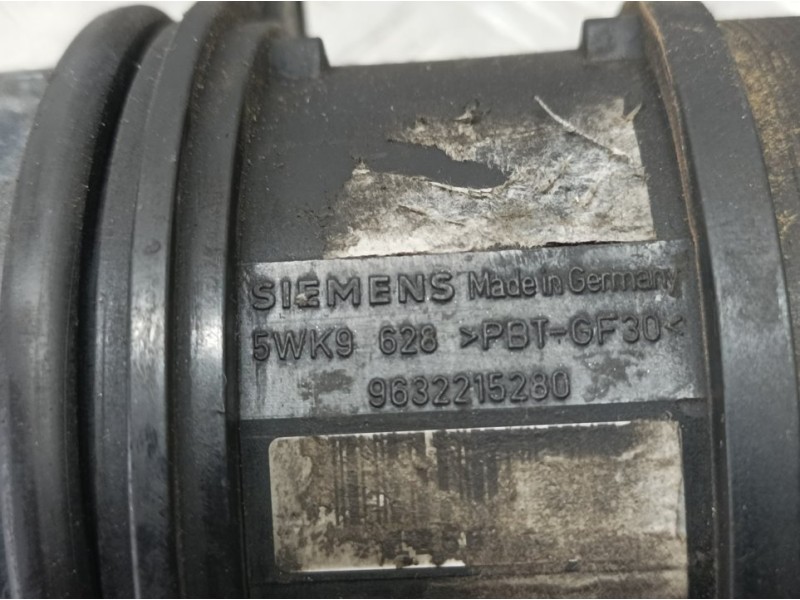 SIEMENS Made in Germany
5WK9 628 >PBT-GF30<
9632215280